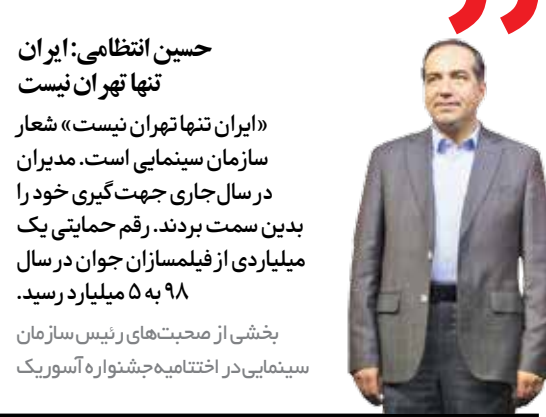 حسین انتظامی: ایران
تنها تهران نیست
«ایران تنها تهران نیست» شعار
سازمان سینمایی است. مدیران
در سال جاری جهت گیری خود را
بدین سمت بردند. رقم حمایتی یک
میلیاردی از فیلمسازان جوان در سال
۹۸ به ۵ میلیارد رسید.
بخشی از صحبت‌های رئیس سازمان
سینمایی در اختتامیه جشنواره آسوریک